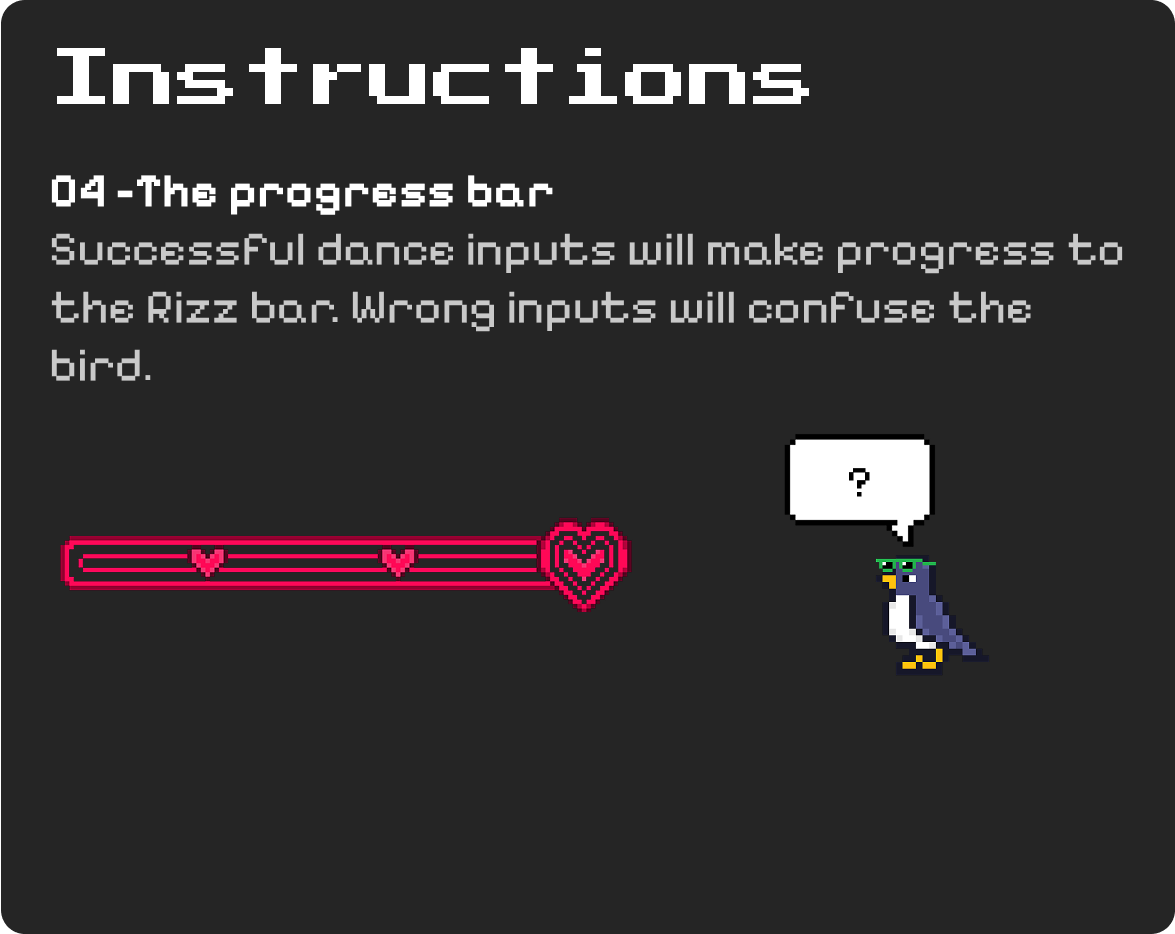 Instructions
04 -The progress bar
Successful dance inputs will make progress to
the Rizz bar. Wrong inputs will confuse the
bird.
?